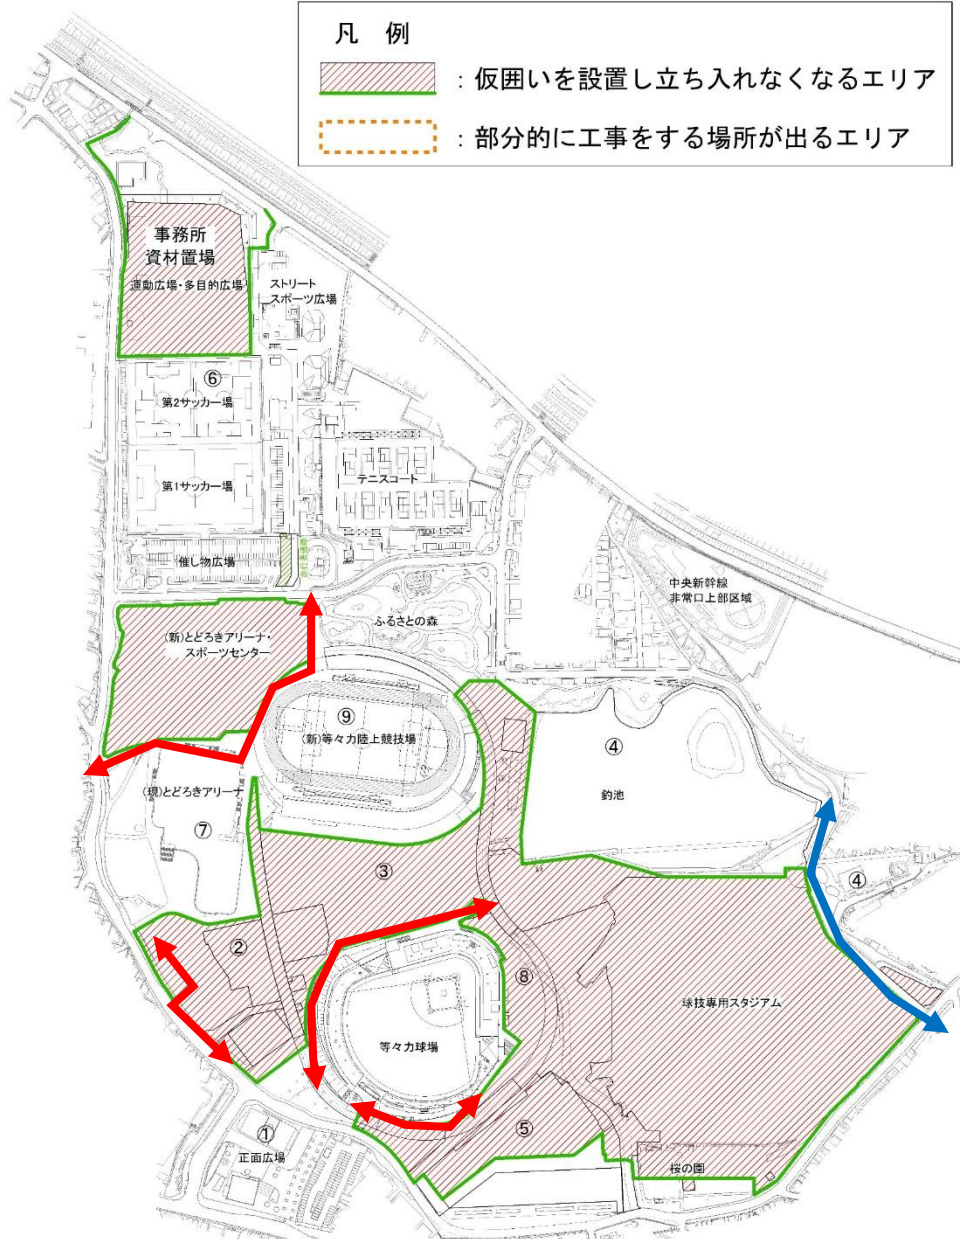 凡 例
：仮囲いを設置し立ち入れなくなるエリア
：部分的に工事をする場所が出るエリア
事務所
資材置場
運動広場・多目的広場
ストリート
スポーツ広場
⑥
第2サッカー場
第1サッカー場
テニスコート
催し物広場
中央新幹線
非常口上部区域
ふるさとの森
(新)とどろきアリーナ・
スポーツセンター
⑨
(新)等々力陸上競技場
④
釣池
(現)とどろきアリーナ
⑦
③
④
②
⑧
球技専用スタジアム
等々力球場
⑤
①
正面広場
桜の園